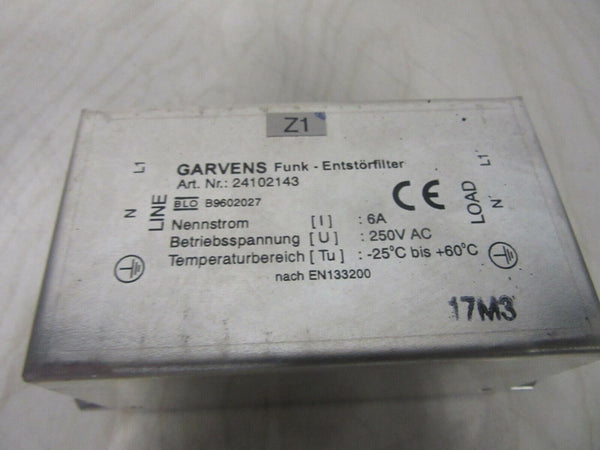 Z1
GARVENS Funk - Entstörfilter
Art. Nr.: 24102143
BLO B9602027
CE
Nennstrom [ I ] : 6A
Betriebsspannung [ U ] : 250V AC
Temperaturbereich [ Tu ] : -25°C bis +60°C
nach EN133200
L1
N
LINE
L1'
N'
LOAD
17M3